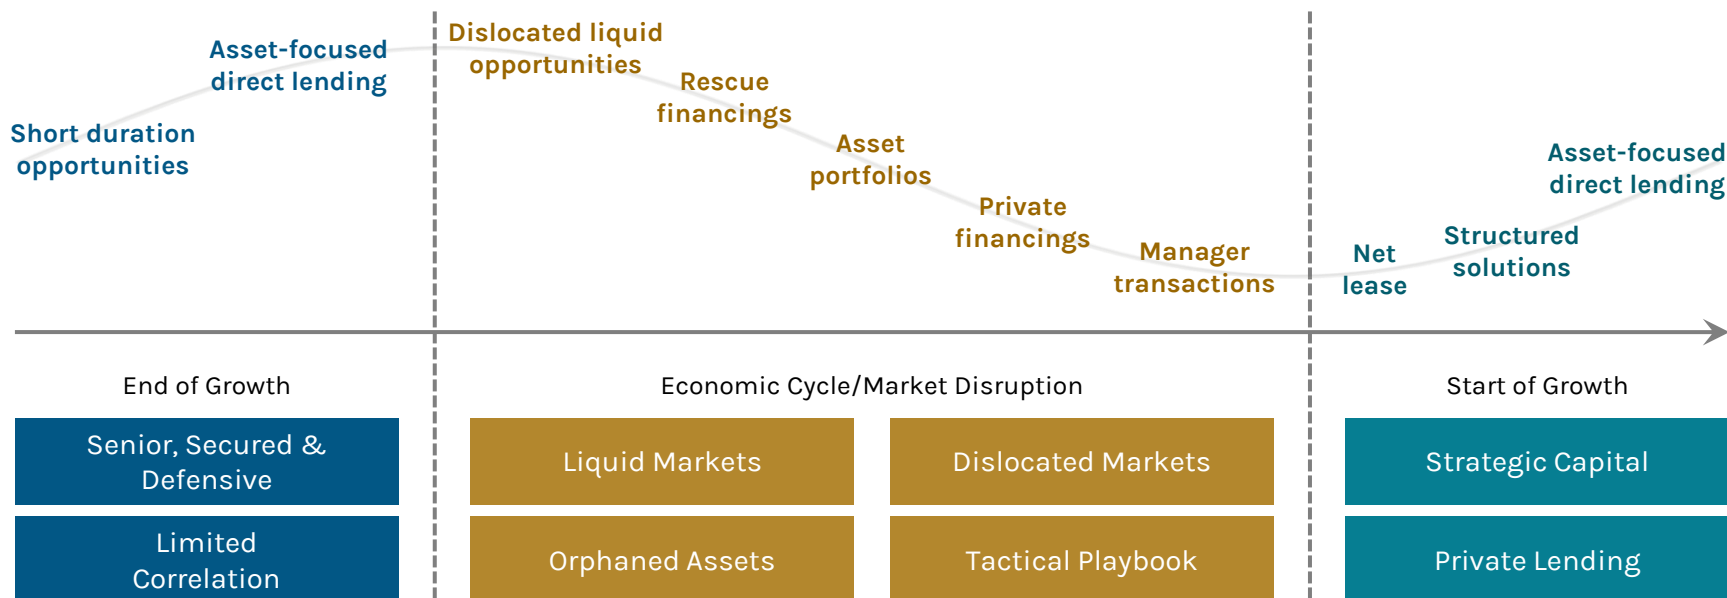 Short duration
opportunities
Asset-focused
direct lending
Dislocated liquid
opportunities
Rescue
financings
Asset
portfolios
Private
financings
Manager
transactions
Net
lease
Structured
solutions
Asset-focused
direct lending
End of Growth
Economic Cycle/Market Disruption
Start of Growth
Senior, Secured &
Defensive
Liquid Markets
Dislocated Markets
Strategic Capital
Limited
Correlation
Orphaned Assets
Tactical Playbook
Private Lending